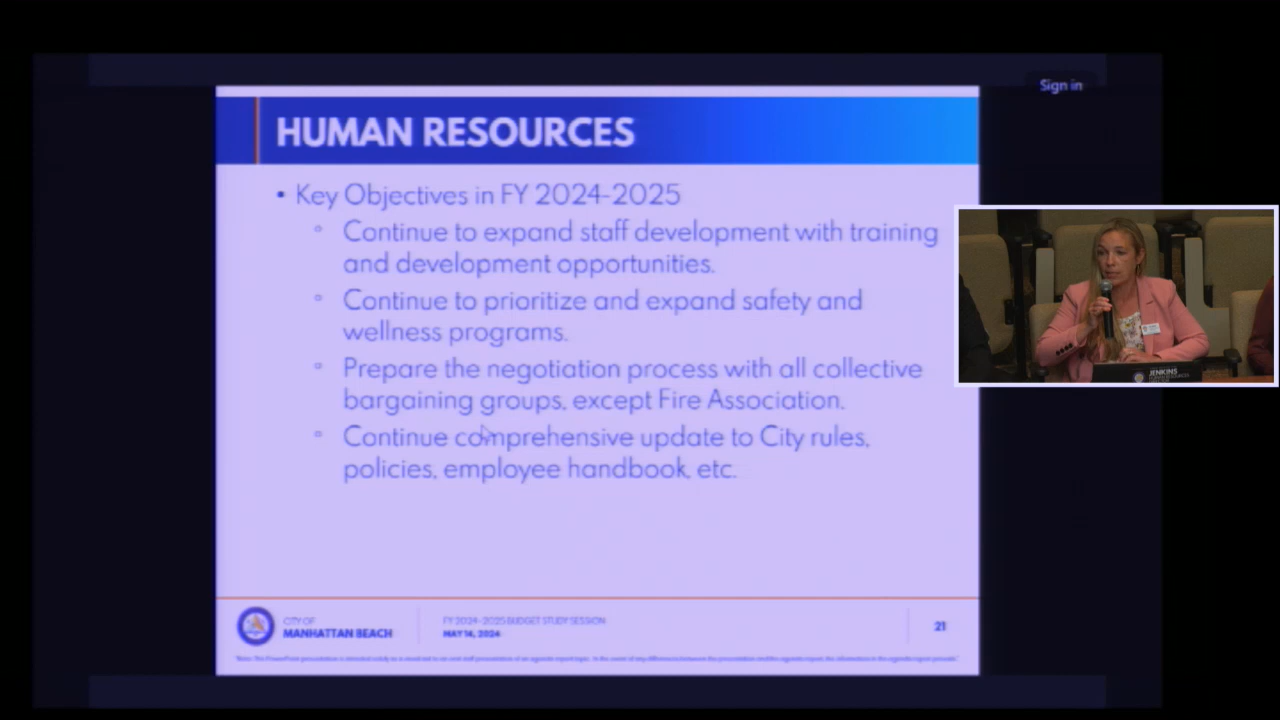 Sign in
HUMAN RESOURCES
• Key Objectives in FY 2024-2025
◦ Continue to expand staff development with training
and development opportunities.
◦ Continue to prioritize and expand safety and
wellness programs.
◦ Prepare the negotiation process with all collective
bargaining groups, except Fire Association.
◦ Continue comprehensive update to City rules,
policies, employee handbook, etc.
JENKINS
HUMAN RESOURCES
CITY OF
MANHATTAN BEACH
FY 2024-2025 BUDGET STUDY SESSION
MAY 14, 2024
21